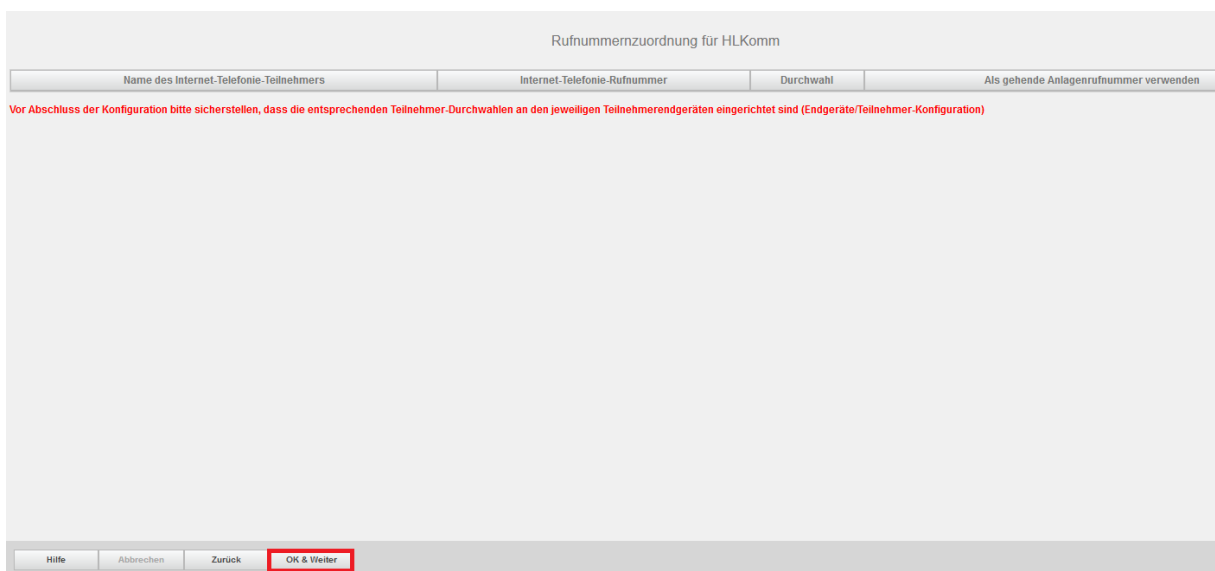 Rufnummernzuordnung für HLKomm
Name des Internet-Telefonie-Teilnehmers Internet-Telefonie-Rufnummer Durchwahl Als gehende Anlagenrufnummer verwenden
Vor Abschluss der Konfiguration bitte sicherstellen, dass die entsprechenden Teilnehmer-Durchwahlen an den jeweiligen Teilnehmerendgeräten eingerichtet sind (Endgeräte/Teilnehmer-Konfiguration)
Hilfe Abbrechen Zurück OK & Weiter